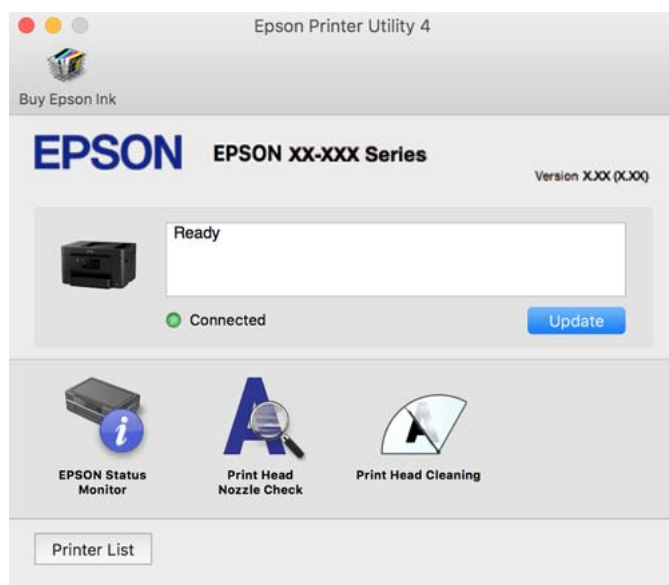 Epson Printer Utility 4
Buy Epson Ink
EPSON
EPSON XX-XXX Series
Version X.XX (X.XX)
Ready
Connected
Update
EPSON Status
Monitor
Print Head
Nozzle Check
Print Head Cleaning
Printer List